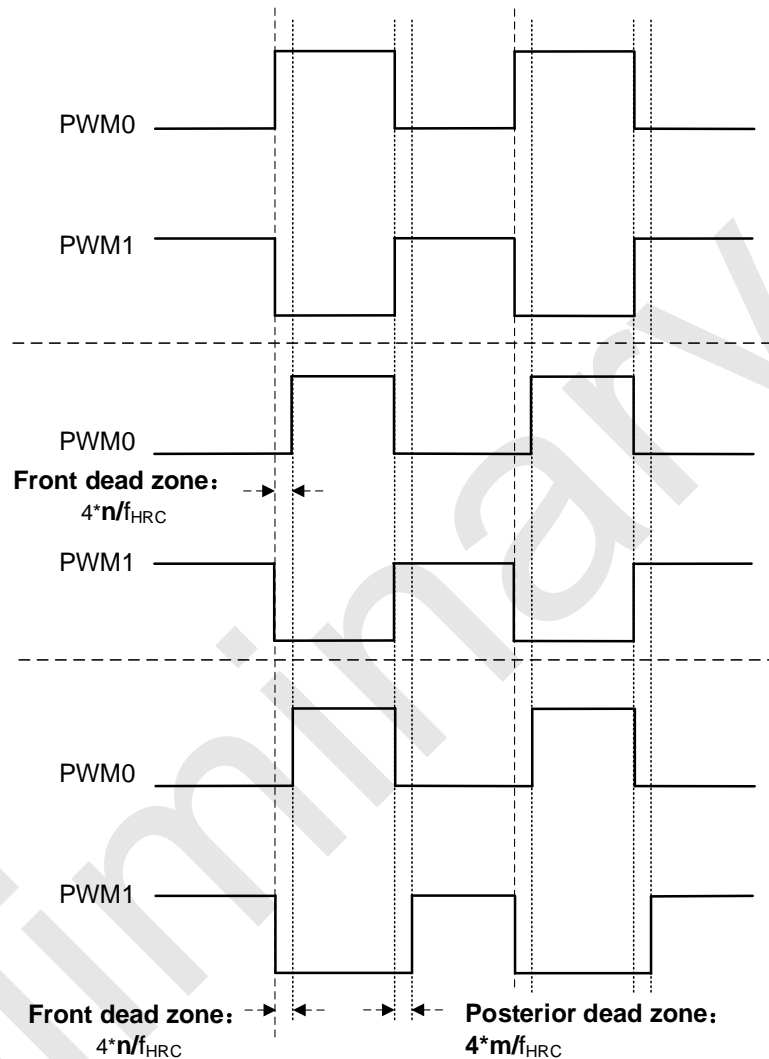 PWM0
PWM1
PWM0
Front dead zone：
4*n/fHRC
PWM1
PWM0
PWM1
Front dead zone：
4*n/fHRC
Posterior dead zone：
4*m/fHRC